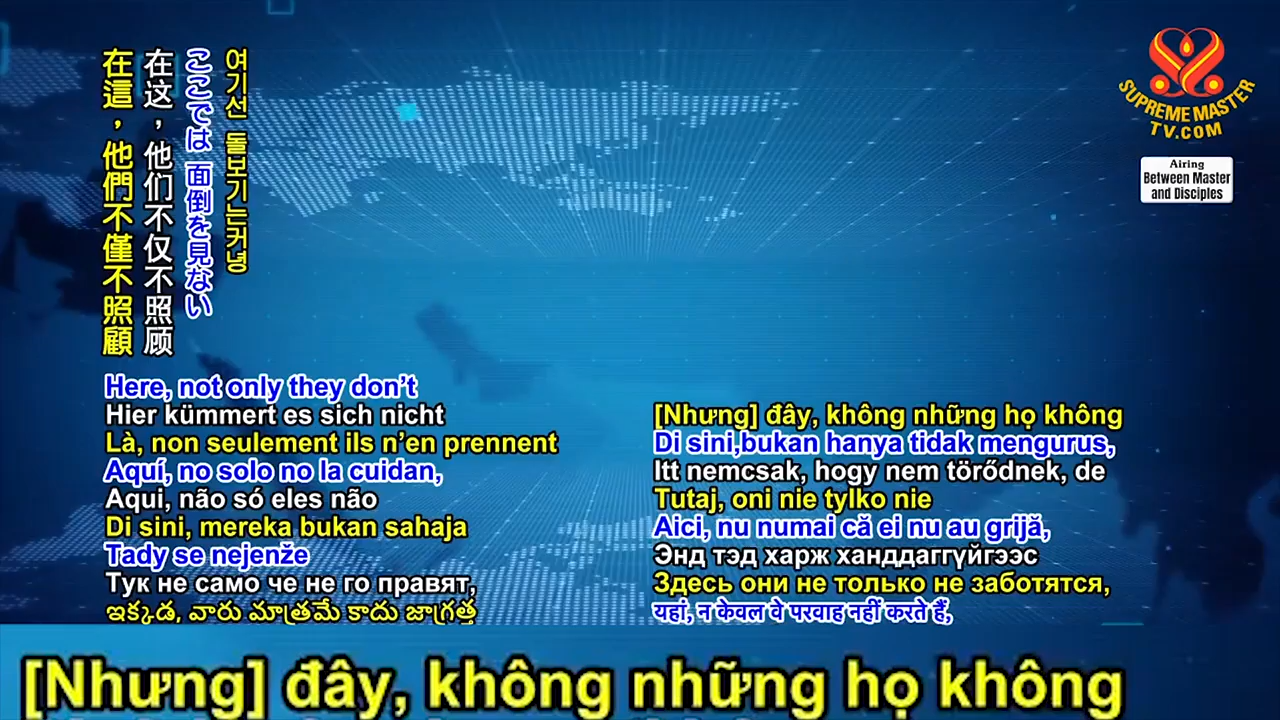 在這，他們不僅不照顧
在这，他们不仅不照顾
ここでは 面倒を見ない
여기선 돌보기는커녕
SUPREME MASTER
TV.COM
Airing
Between Master
and Disciples
Here, not only they don’t
Hier kümmert es sich nicht
Là, non seulement ils n’en prennent
Aquí, no solo no la cuidan,
Aqui, não só eles não
Di sini, mereka bukan sahaja
Tady se nejenže
Тук не само че не го правят,
ఇక్కడ, వారు మాత్రమే కాదు జాగ్రత్త
[Nhưng] đây, không những họ không
Di sini,bukan hanya tidak mengurus,
Itt nemcsak, hogy nem törődnek, de
Tutaj, oni nie tylko nie
Aici, nu numai că ei nu au grijă,
Энд тэд харж ханддаггүйгээс
Здесь они не только не заботятся,
यहां, न केवल वे परवाह नहीं करते हैं,
[Nhưng] đây, không những họ không